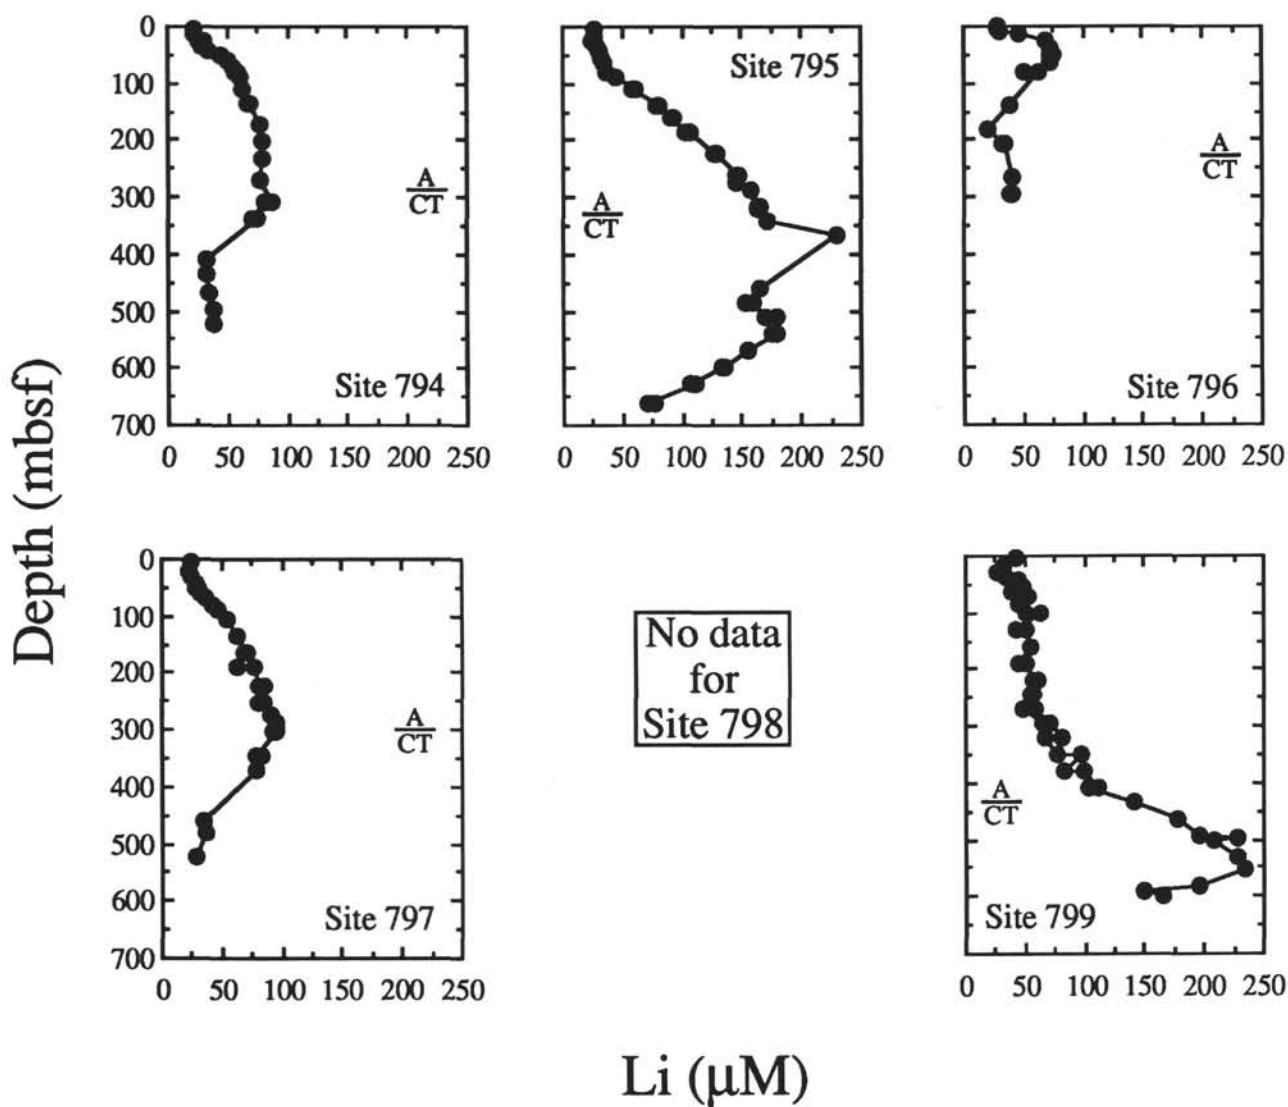 0
100
200
300
400
500
600
700
A
CT
Site 794
0 50 100 150 200 250
Site 795
A
CT
0 50 100 150 200 250
A
CT
Site 796
0 50 100 150 200 250
Depth (mbsf)
0
100
200
300
400
500
600
700
A
CT
Site 797
0 50 100 150 200 250
No data
for
Site 798
A
CT
Site 799
0 50 100 150 200 250
Li (μM)